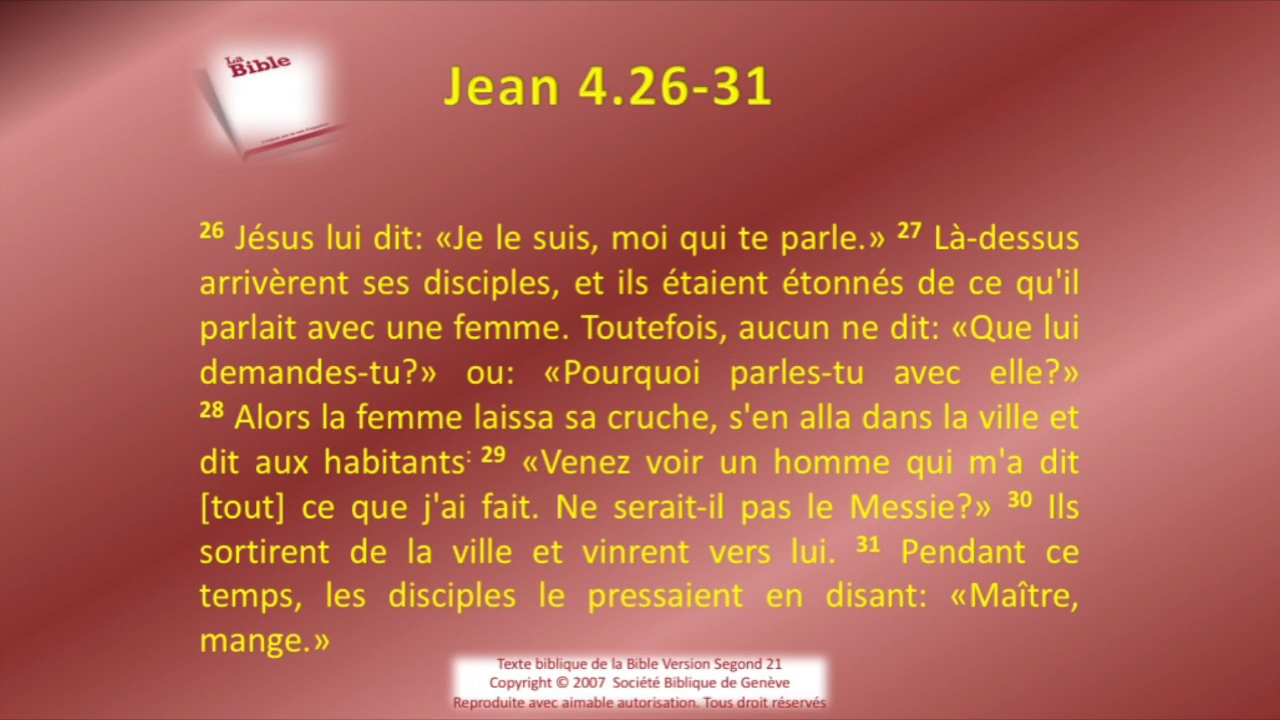 La
Bible
Jean 4.26-31
26 Jésus lui dit: «Je le suis, moi qui te parle.» 27 Là-dessus
arrivèrent ses disciples, et ils étaient étonnés de ce qu'il
parlait avec une femme. Toutefois, aucun ne dit: «Que lui
demandes-tu?» ou: «Pourquoi parles-tu avec elle?»
28 Alors la femme laissa sa cruche, s'en alla dans la ville et
dit aux habitants: 29 «Venez voir un homme qui m'a dit
[tout] ce que j'ai fait. Ne serait-il pas le Messie?» 30 Ils
sortirent de la ville et vinrent vers lui. 31 Pendant ce
temps, les disciples le pressaient en disant: «Maître,
mange.»
Texte biblique de la Bible Version Segond 21
Copyright © 2007 Société Biblique de Genève
Reproduite avec aimable autorisation. Tous droit réservés